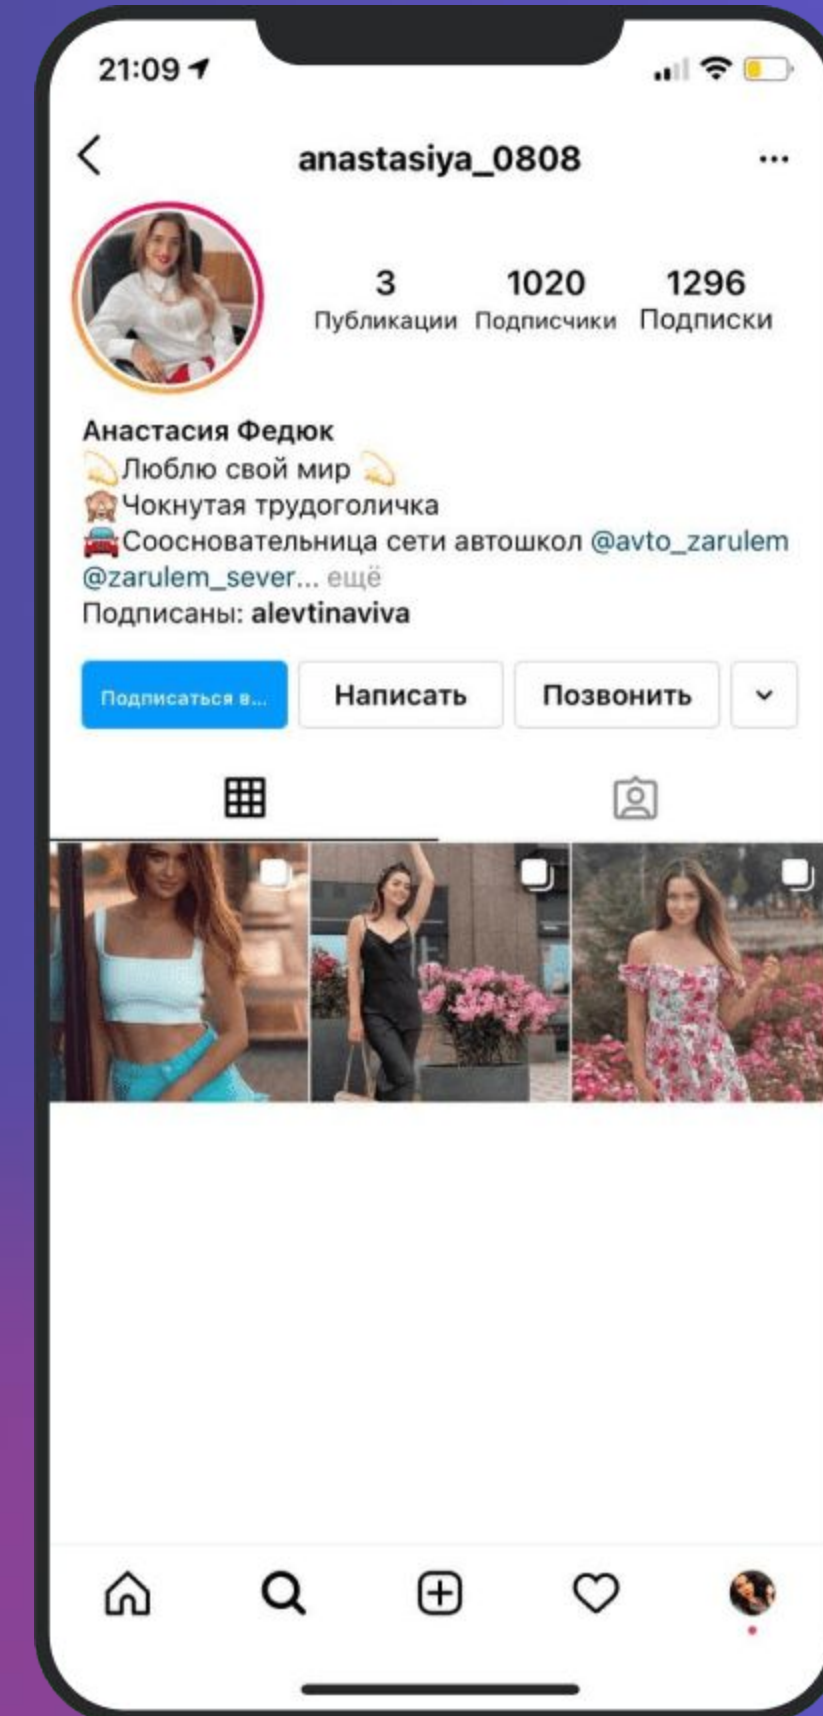 21:09
anastasiya_0808
3 1020 1296
Публикации Подписчики Подписки
Анастасия Федюк
💫Люблю свой мир 💫
🙈Чокнутая трудоголичка
🚘Соосновательница сети автошкол @avto_zarulem
@zarulem_sever... ещё
Подписаны: alevtinaviva
Подписаться в... Написать Позвонить